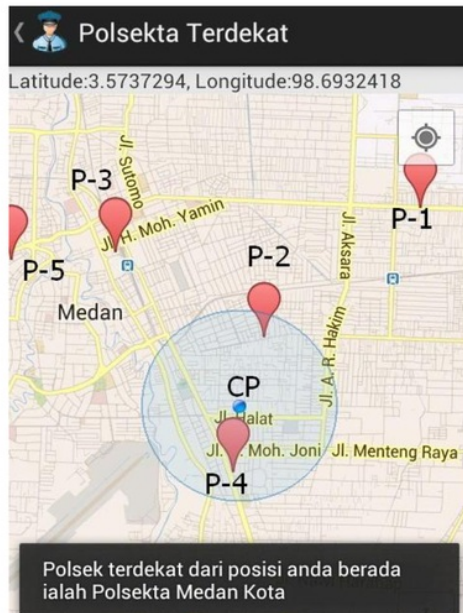 Polsekta Terdekat
Latitude:3.5737294, Longitude:98.6932418
Jl. Sutomo
P-3
Jl. H. Moh. Yamin
P-1
Jl. Aksara
P-5
P-2
Medan
Jl. A. R. Hakim
CP
Jl. Halat
Jl. Moh. Joni
Jl. Menteng Raya
P-4
Polsek terdekat dari posisi anda berada
ialah Polsekta Medan Kota